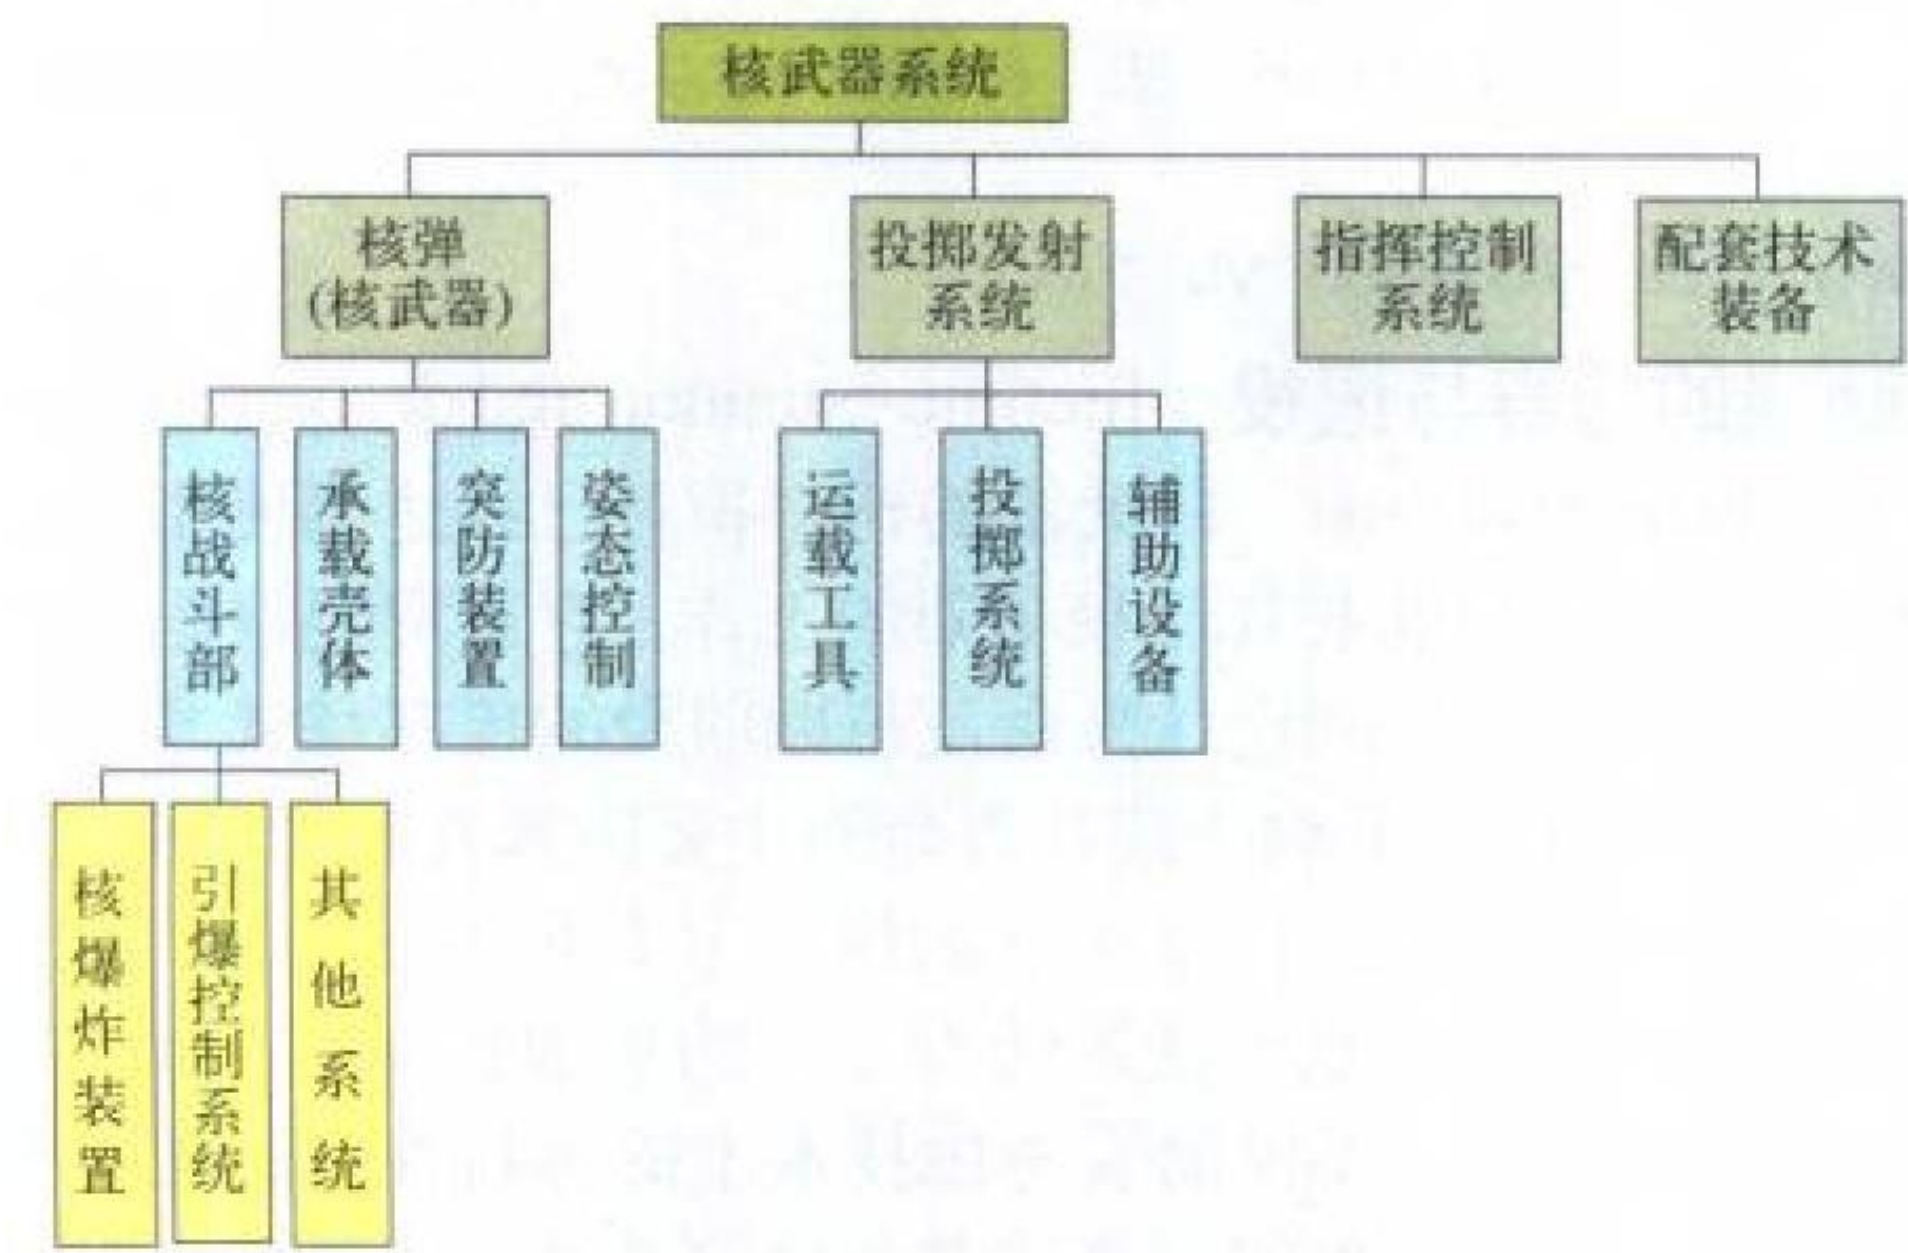 核武器系统
核弹
(核武器)
投掷发射
系统
指挥控制
系统
配套技术
装备
核战斗部
承载壳体
突防装置
姿态控制
运载工具
投掷系统
辅助设备
核爆炸装置
引爆控制系统
其他系统